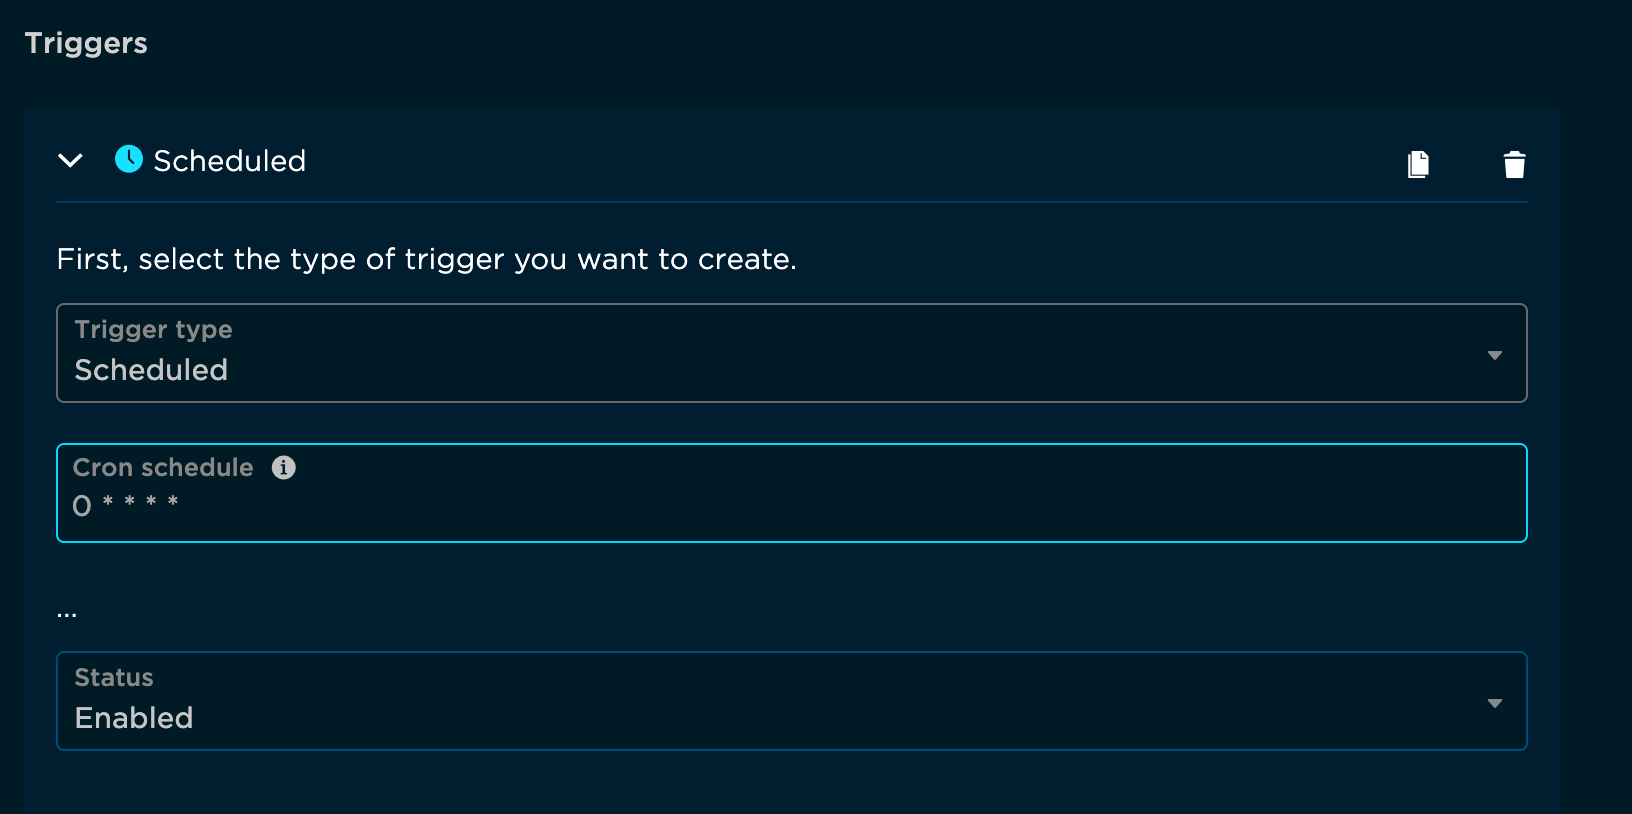 Triggers
Scheduled
First, select the type of trigger you want to create.
Trigger type
Scheduled
Cron schedule
0 * * * *
...
Status
Enabled